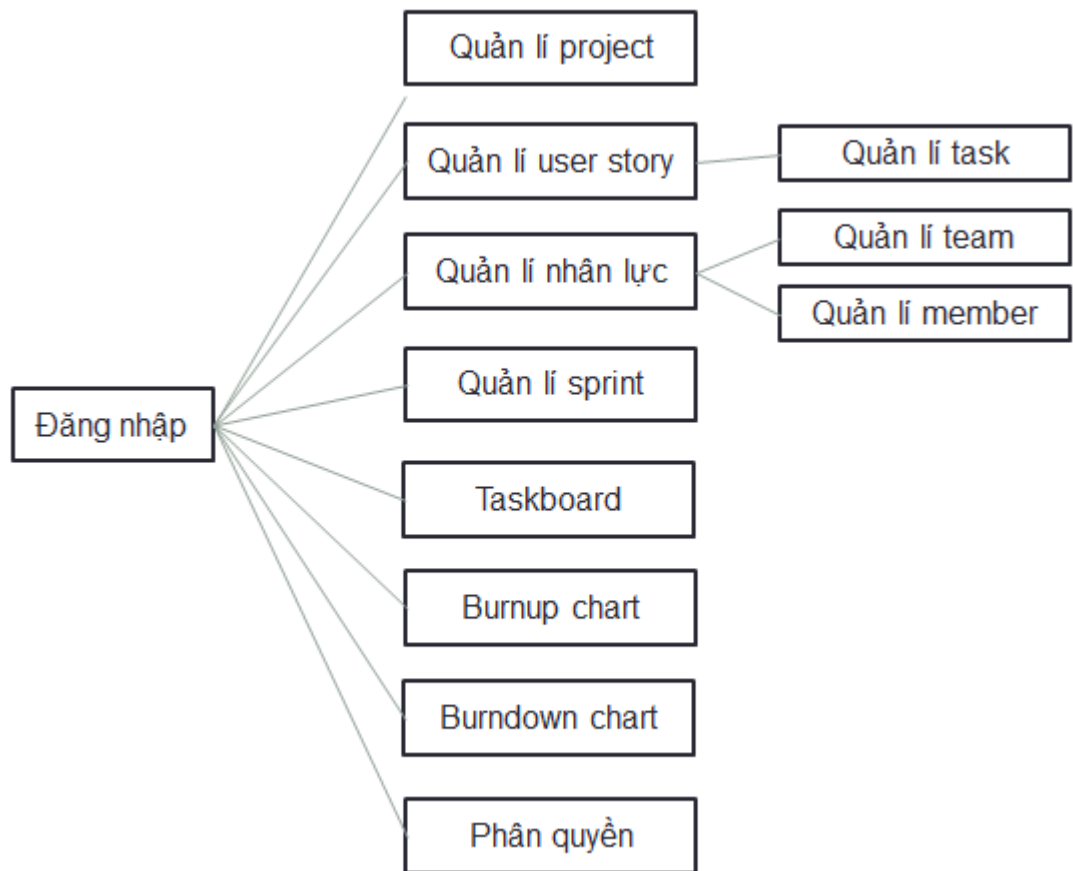 Quản lí project
Quản lí user story
Quản lí task
Quản lí team
Quản lí nhân lực
Quản lí member
Quản lí sprint
Đăng nhập
Taskboard
Burnup chart
Burndown chart
Phân quyền